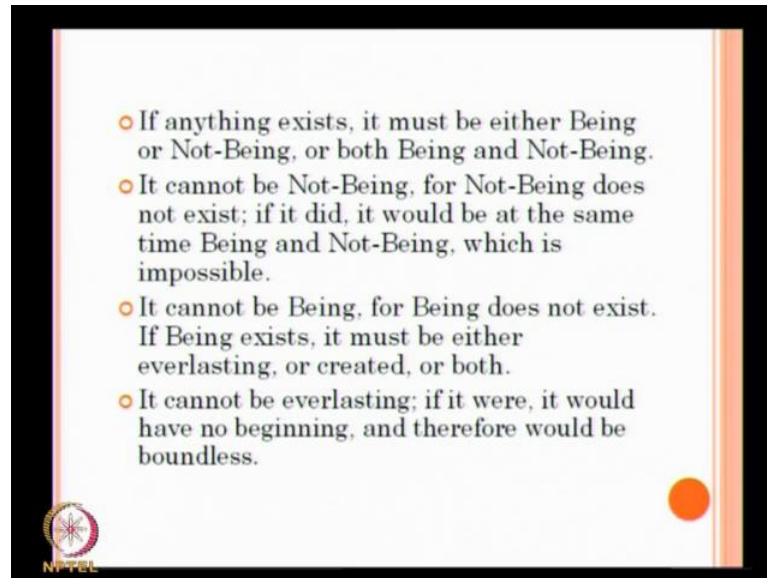 If anything exists, it must be either Being
or Not-Being, or both Being and Not-Being.
It cannot be Not-Being, for Not-Being does
not exist; if it did, it would be at the same
time Being and Not-Being, which is
impossible.
It cannot be Being, for Being does not exist.
If Being exists, it must be either
everlasting, or created, or both.
It cannot be everlasting; if it were, it would
have no beginning, and therefore would be
boundless.
NPTEL